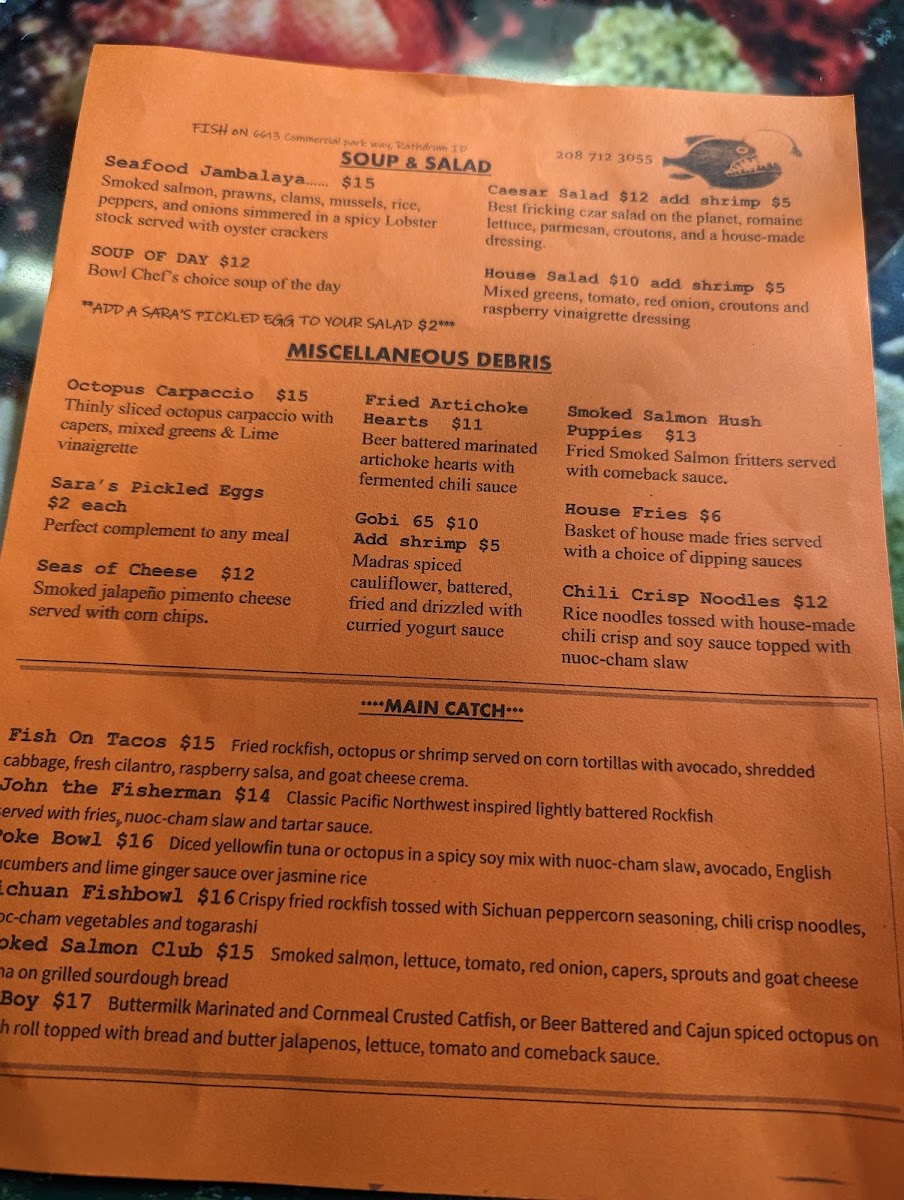 FISH ON 6613 Commercial park way, Rathdrum ID
208 712 3055
SOUP & SALAD
Seafood Jambalaya...... $15
Smoked salmon, prawns, clams, mussels, rice,
peppers, and onions simmered in a spicy Lobster
stock served with oyster crackers
SOUP OF DAY $12
Bowl Chef's choice soup of the day
**ADD A SARA'S PICKLED EGG TO YOUR SALAD $2***
Caesar Salad $12 add shrimp $5
Best fricking czar salad on the planet, romaine
lettuce, parmesan, croutons, and a house-made
dressing.
House Salad $10 add shrimp $5
Mixed greens, tomato, red onion, croutons and
raspberry vinaigrette dressing
MISCELLANEOUS DEBRIS
Octopus Carpaccio $15
Thinly sliced octopus carpaccio with
capers, mixed greens & Lime
vinaigrette
Sara's Pickled Eggs
$2 each
Perfect complement to any meal
Seas of Cheese $12
Smoked jalapeño pimento cheese
served with corn chips.
Fried Artichoke
Hearts $11
Beer battered marinated
artichoke hearts with
fermented chili sauce
Gobi 65 $10
Add shrimp $5
Madras spiced
cauliflower, battered,
fried and drizzled with
curried yogurt sauce
Smoked Salmon Hush
Puppies $13
Fried Smoked Salmon fritters served
with comeback sauce.
House Fries $6
Basket of house made fries served
with a choice of dipping sauces
Chili Crisp Noodles $12
Rice noodles tossed with house-made
chili crisp and soy sauce topped with
nuoc-cham slaw
****MAIN CATCH***
Fish On Tacos $15 Fried rockfish, octopus or shrimp served on corn tortillas with avocado, shredded
cabbage, fresh cilantro, raspberry salsa, and goat cheese crema.
John the Fisherman $14 Classic Pacific Northwest inspired lightly battered Rockfish
served with fries, nuoc-cham slaw and tartar sauce.
Poke Bowl $16 Diced yellowfin tuna or octopus in a spicy soy mix with nuoc-cham slaw, avocado, English
ucumbers and lime ginger sauce over jasmine rice
ichuan Fishbowl $16 Crispy fried rockfish tossed with Sichuan peppercorn seasoning, chili crisp noodles,
oc-cham vegetables and togarashi
oked Salmon Club $15 Smoked salmon, lettuce, tomato, red onion, capers, sprouts and goat cheese
na on grilled sourdough bread
Boy $17 Buttermilk Marinated and Cornmeal Crusted Catfish, or Beer Battered and Cajun spiced octopus on
h roll topped with bread and butter jalapenos, lettuce, tomato and comeback sauce.